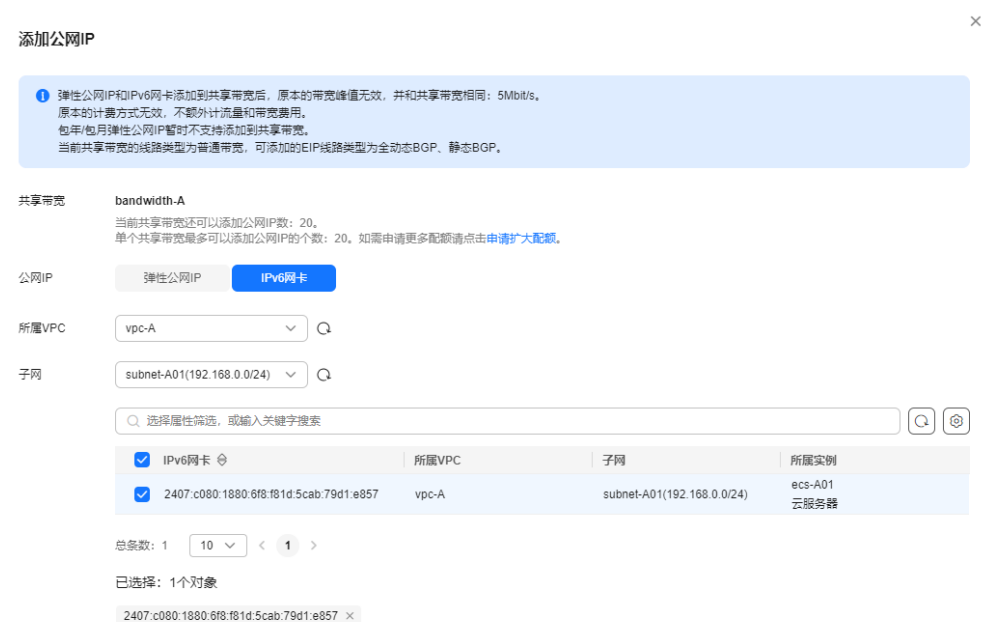 添加公网IP
弹性公网IP和IPv6网卡添加到共享带宽后，原本的带宽峰值无效，并和共享带宽相同：5Mbit/s。
原本的计费方式无效，不额外计流量和带宽费用。
包年/包月弹性公网IP暂时不支持添加到共享带宽。
当前共享带宽的线路类型为普通带宽，可添加的EIP线路类型为全动态BGP、静态BGP。
共享带宽 bandwidth-A
当前共享带宽还可以添加公网IP数：20。
单个共享带宽最多可以添加公网IP的个数：20。如需申请更多配额请点击申请扩大配额。
公网IP 弹性公网IP IPv6网卡
所属VPC vpc-A
子网 subnet-A01(192.168.0.0/24)
选择属性筛选，或输入关键字搜索
IPv6网卡 所属VPC 子网 所属实例
2407:c080:1880:6f8:f81d:5cab:79d1:e857 vpc-A subnet-A01(192.168.0.0/24) ecs-A01
云服务器
总条数：1 10 1
已选择：1个对象
2407:c080:1880:6f8:f81d:5cab:79d1:e857